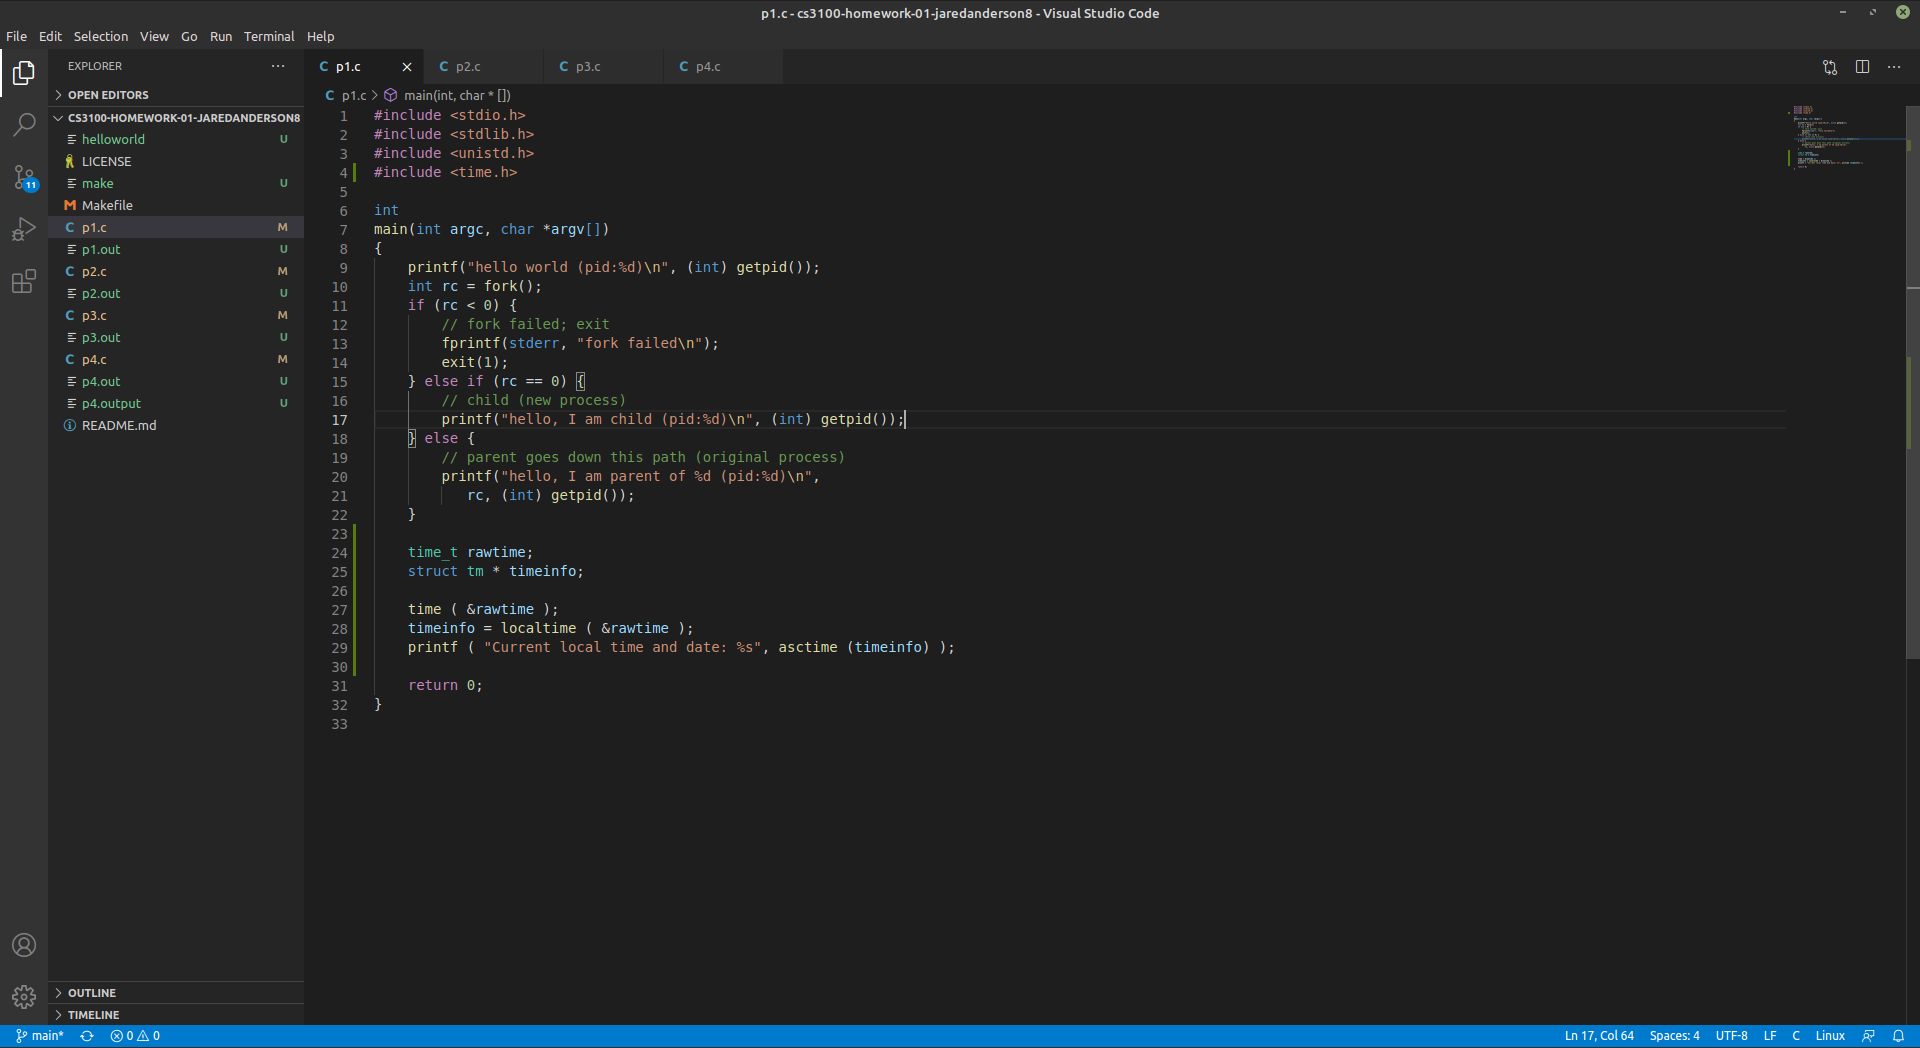 p1.c - cs3100-homework-01-jaredanderson8 - Visual Studio Code
File Edit Selection View Go Run Terminal Help
EXPLORER
OPEN EDITORS
CS3100-HOMEWORK-01-JAREDANDERSON8
helloworld U
LICENSE
make U
Makefile
p1.c M
p1.out U
p2.c M
p2.out U
p3.c M
p3.out U
p4.c M
p4.out U
p4.output U
README.md
OUTLINE
TIMELINE
11
C p1.c C p2.c C p3.c C p4.c
C p1.c > main(int, char * [])
1 #include <stdio.h>
2 #include <stdlib.h>
3 #include <unistd.h>
4 #include <time.h>
5
6 int
7 main(int argc, char *argv[])
8 {
9     printf("hello world (pid:%d)\n", (int) getpid());
10     int rc = fork();
11     if (rc < 0) {
12         // fork failed; exit
13         fprintf(stderr, "fork failed\n");
14         exit(1);
15     } else if (rc == 0) {
16         // child (new process)
17         printf("hello, I am child (pid:%d)\n", (int) getpid());
18     } else {
19         // parent goes down this path (original process)
20         printf("hello, I am parent of %d (pid:%d)\n",
21            rc, (int) getpid());
22     }
23
24     time_t rawtime;
25     struct tm * timeinfo;
26
27     time ( &rawtime );
28     timeinfo = localtime ( &rawtime );
29     printf ( "Current local time and date: %s", asctime (timeinfo) );
30
31     return 0;
32 }
33
main* 0 0 Ln 17, Col 64 Spaces: 4 UTF-8 LF C Linux